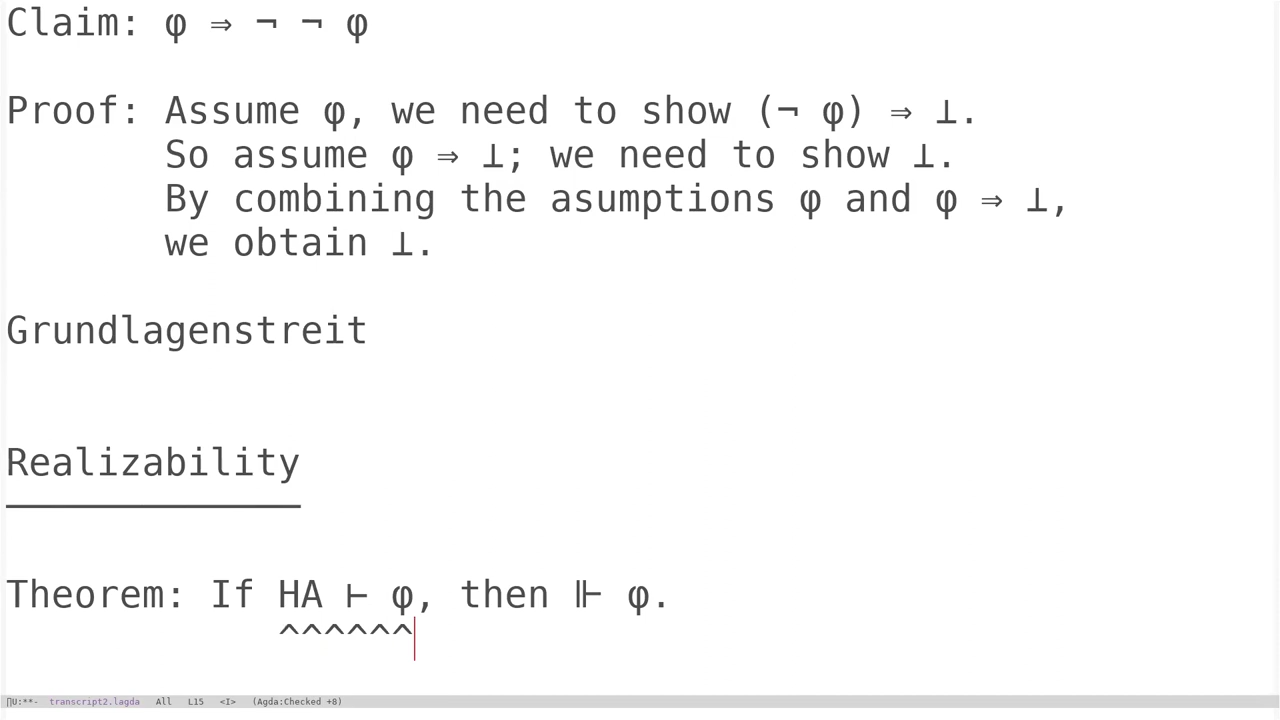 Claim: φ ⇒ ¬ ¬ φ
Proof: Assume φ, we need to show (¬ φ) ⇒ ⊥.
So assume φ ⇒ ⊥; we need to show ⊥.
By combining the asumptions φ and φ ⇒ ⊥,
we obtain ⊥.
Grundlagenstreit
Realizability
Theorem: If HA ⊢ φ, then ⊩ φ.
^^^^^^
U:**- transcript2.lagda All L15 <I> (Agda:Checked +8)